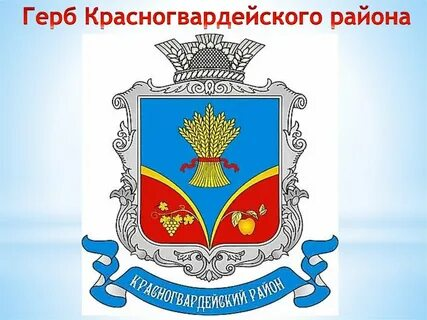 Герб Красногвардейского района
КРАСНОГВАРДЕЙСКИЙ РАЙОН